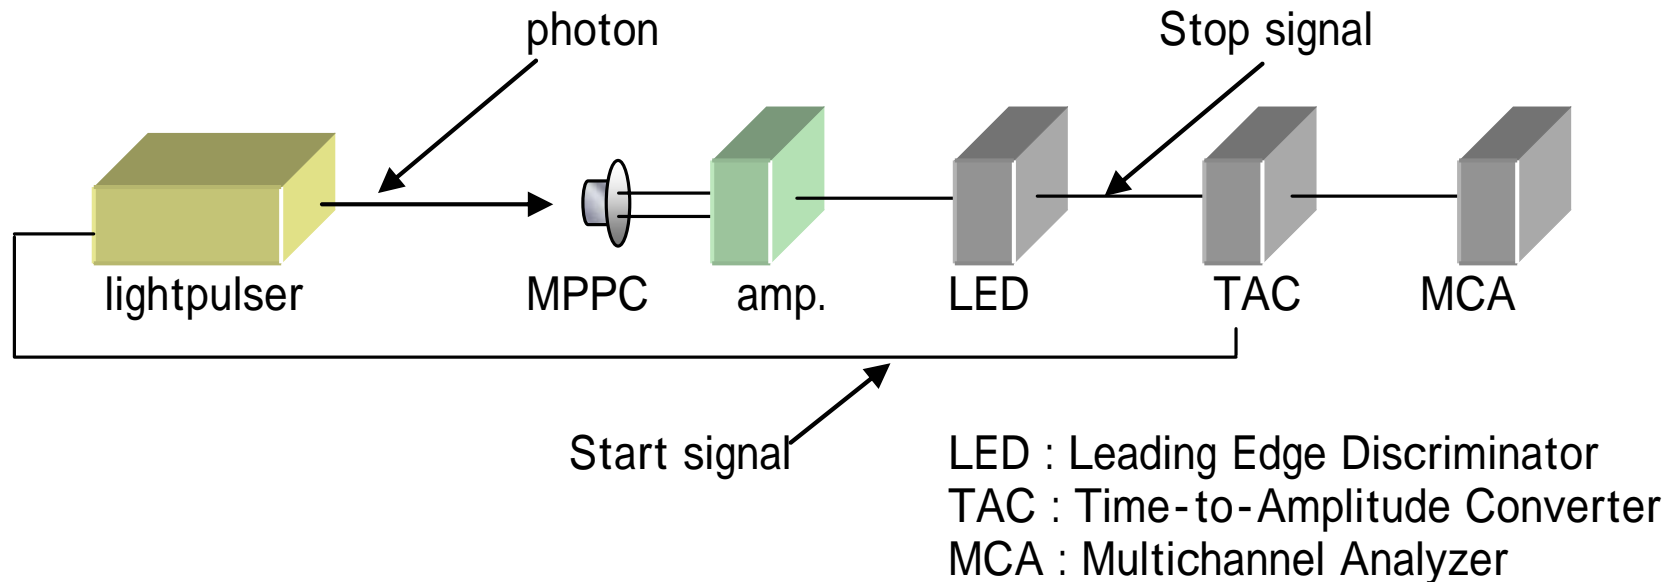 photon
Stop signal
lightpulser
MPPC
amp.
LED
TAC
MCA
Start signal
LED : Leading Edge Discriminator
TAC : Time-to-Amplitude Converter
MCA : Multichannel Analyzer